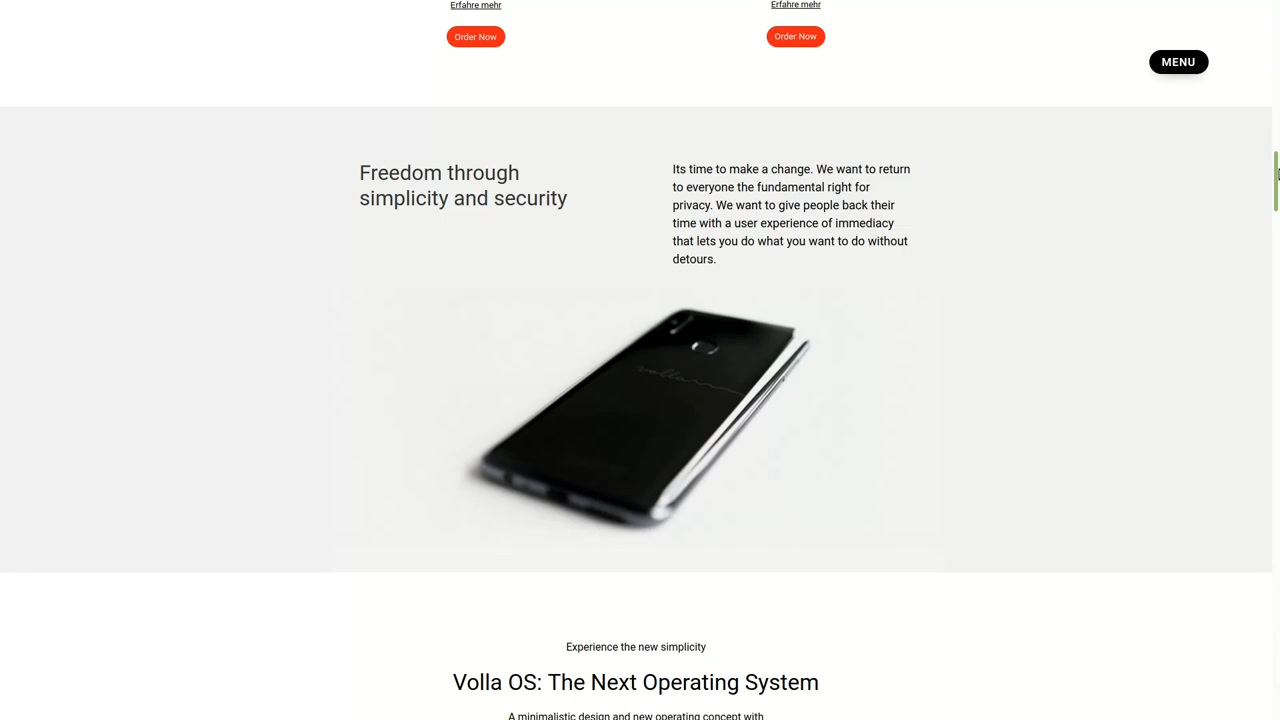 Erfahre mehr
Erfahre mehr
Order Now
Order Now
MENU
Freedom through
simplicity and security
Its time to make a change. We want to return
to everyone the fundamental right for
privacy. We want to give people back their
time with a user experience of immediacy
that lets you do what you want to do without
detours.
volla
Experience the new simplicity
Volla OS: The Next Operating System
A minimalistic design and new operating concept with